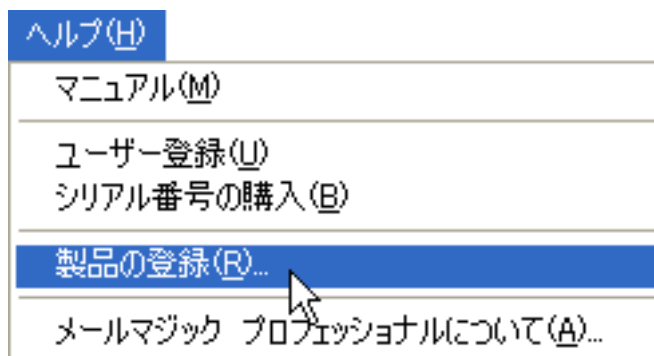 ヘルプ(H)
マニュアル(M)
ユーザー登録(U)
シリアル番号の購入(B)
製品の登録(R)...
メールマジック プロフェッショナルについて(A)...